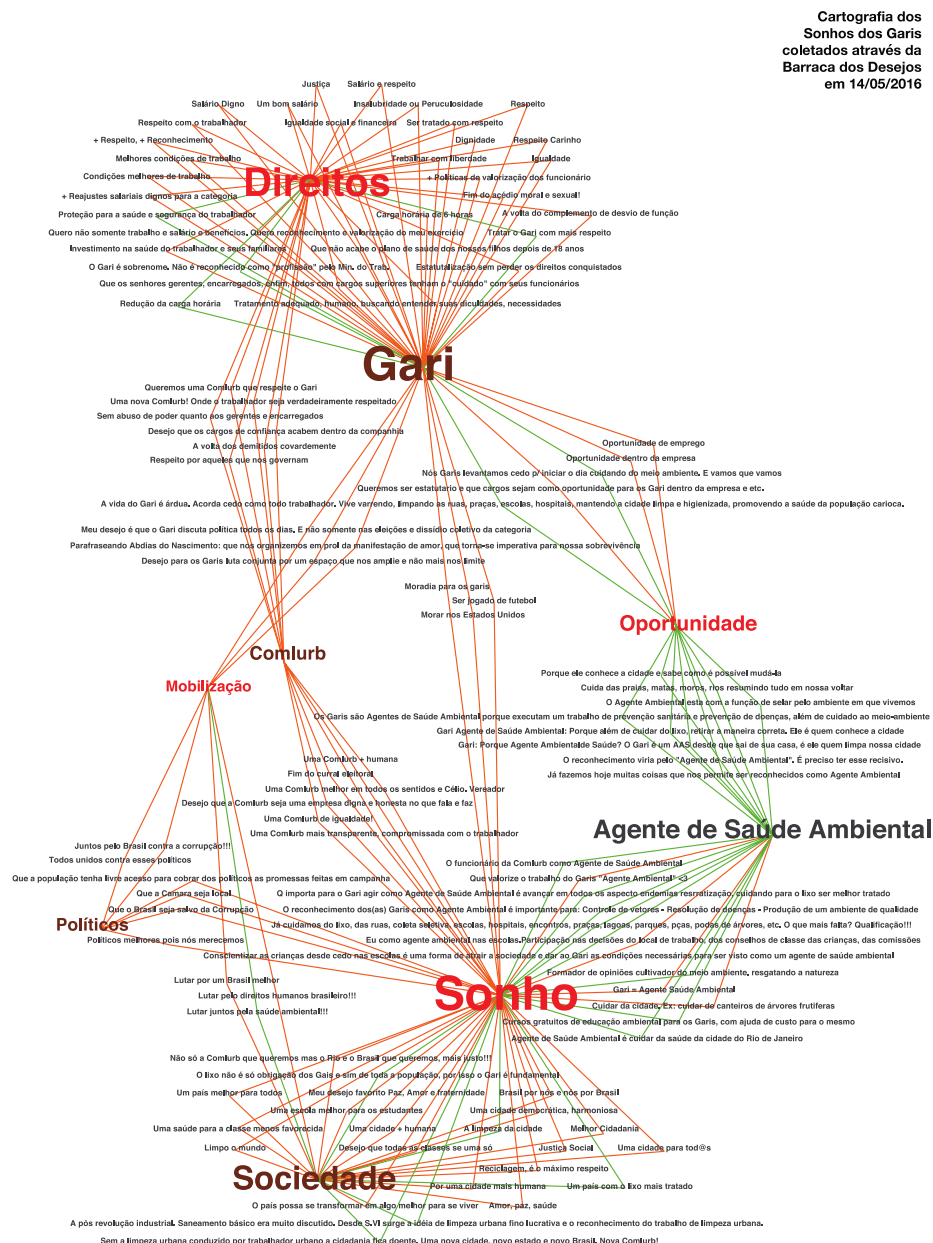 Cartografia dos
Sonhos dos Garis
coletados através da
Barraca dos Desejos
em 14/05/2016
Justiça Salário e respeito
Salário Digno Um bom salário Insalubridade ou Peruculosidade Respeito
Respeito com o trabalhador Igualdade social e financeira Ser tratado com respeito
+ Respeito, + Reconhecimento Dignidade Respeito Carinho
Melhores condições de trabalho Trabalhar com liberdade Igualdade
Condições melhores de trabalho Direitos + Políticas de valorização dos funcionário
+ Reajustes salariais dignos para a categoria Fim do acédio moral e sexual!
Proteção para a saúde e segurança do trabalhador Carga horária de 6 horas A volta do complemento de desvio de função
Quero não somente trabalho e salário e benefícios. Quero reconhecimento e valorização do meu exercício Tratar o Gari com mais respeito
Investimento na saúde do trabalhador e seus familiares Que não acabe o plano de saúde dos nossos filhos depois de 18 anos
O Gari é sobrenome. Não é reconhecido como "profissão" pelo Min. do Trab. Estatutalização sem perder os direitos conquistados
Que os senhores gerentes, encarregados, enfim, todos com cargos superiores tenham o "cuidado" com seus funcionários
Redução da carga horária Tratamento adequado, humano, buscando entender suas diculdades, necessidades
Gari
Queremos uma Comlurb que respeite o Gari
Uma nova Comlurb! Onde o trabalhador seja verdadeiramente respeitado
Sem abuso de poder quanto aos gerentes e encarregados
Desejo que os cargos de confiança acabem dentro da companhia
A volta dos demitidos covardemente
Respeito por aqueles que nos governam
Oportunidade de emprego
Oportunidade dentro da empresa
Nós Garis levantamos cedo p/ iniciar o dia cuidando do meio ambiente. E vamos que vamos
Queremos ser estatutario e que cargos sejam como oportunidade para os Gari dentro da empresa e etc.
A vida do Gari é árdua. Acorda cedo como todo trabalhador. Vive varrendo, limpando as ruas, praças, escolas, hospitais, mantendo a cidade limpa e higienizada, promovendo a saúde da população carioca.
Meu desejo é que o Gari discuta política todos os dias. E não somente nas eleições e dissídio coletivo da categoria
Parafraseando Abdias do Nascimento: que nos organizemos em prol da manifestação de amor, que torna-se imperativa para nossa sobrevivência
Desejo para os Garis luta conjunta por um espaço que nos amplie e não mais nos limite
Moradia para os garis
Ser jogado de futebol
Morar nos Estados Unidos
Oportunidade
Comlurb
Mobilização
Porque ele conhece a cidade e sabe como é possivel mudá-la
Cuida das praias, matas, moros, rios resumindo tudo em nossa voltar
O Agente Ambiental esta com a função de selar pelo ambiente em que vivemos
Os Garis são Agentes de Saúde Ambiental porque executam um trabalho de prevenção sanitária e prevenção de doenças, além de cuidado ao meio-ambiente
Gari Agente de Saúde Ambiental: Porque além de cuidar do lixo, retirar a maneira correta. Ele é quem conhece a cidade
Gari: Porque Agente Ambiental de Saúde? O Gari é um AAS desde que sai de sua casa, é ele quem limpa nossa cidade
O reconhecimento viria pelo "Agente de Saúde Ambiental". É preciso ter esse recisivo.
Já fazemos hoje muitas coisas que nos permite ser reconhecidos como Agente Ambiental
Uma Comlurb + humana
Fim do curral eleitoral
Uma Comlurb melhor em todos os sentidos e Célio. Vereador
Desejo que a Comlurb seja uma empresa digna e honesta no que fala e faz
Uma Comlurb de igualdade!
Uma Comlurb mais transparente, compromissada com o trabalhador
Agente de Saúde Ambiental
Juntos pelo Brasil contra a corrupção!!!
Todos unidos contra esses políticos
O funcionário da Comlurb como Agente de Saúde Ambiental
Que a população tenha livre acesso para cobrar dos políticos as promessas feitas em campanha Que valorize o trabalho do Garis "Agente Ambiental" <3
Que a Camara seja local Q importa para o Gari agir como Agente de Saúde Ambiental é avançar em todos os aspecto endemias resrratização, cuidando para o lixo ser melhor tratado
Que o Brasil seja salvo da Corrupção O reconhecimento dos(as) Garis como Agente Ambiental é importante para: Controle de vetores - Resolução de doenças - Produção de um ambiente de qualidade
Políticos Já cuidamos do lixo, das ruas, coleta seletiva, escolas, hospitais, encontros, praças, lagoas, parques, pças, podas de árvores, etc. O que mais falta? Qualificação!!!
Políticos melhores pois nós merecemos Eu como agente ambiental nas escolas. Participação nas decisões do local de trabalho, dos conselhos de classe das crianças, das comissões
Conscientizar as crianças desde cedo nas escolas é uma forma de atrair a sociedade e dar ao Gari as condições necessárias para ser visto como um agente de saúde ambiental
Formador de opiniões cultivador do meio ambiente. resgatando a natureza
Lutar por um Brasil melhor
Gari = Agente Saúde Ambiental
Lutar pelo direitos humanos brasileiro!!!
Sonho
Cuidar da cidade. Ex: cuidar de canteiros de árvores frutiferas
Lutar juntos pela saúde ambiental!!!
Cursos gratuitos de educação ambiental para os Garis, com ajuda de custo para o mesmo
Agente de Saúde Ambiental é cuidar da saúde da cidade do Rio de Janeiro
Não só a Comlurb que queremos mas o Rio e o Brasil que queremos, mais justo!!!
O lixo não é só obrigação dos Gais e sim de toda a população, por isso o Gari é fundamental
Um país melhor para todos Meu desejo favorito Paz, Amor e fraternidade Brasil por nós e nós por Brasil
Uma escola melhor para os estudantes Uma cidade democrática, harmoniosa
Uma saúde para a classe menos favorecida Uma cidade + humana A limpeza da cidade Melhor Cidadania
Limpo o mundo Desejo que todas as classes se uma só Justiça Social Uma cidade para tod@s
Reciclagem, é o máximo respeito
Sociedade
Por uma cidade mais humana Um país com o lixo mais tratado
O país possa se transformar em algo melhor para se viver Amor, paz, saúde
A pós revolução industrial. Saneamento básico era muito discutido. Desde S.VI surge a idéia de limpeza urbana fino lucrativa e o reconhecimento do trabalho de limpeza urbana.
Sem a limpeza urbana conduzido por trabalhador urbano a cidadania fica doente. Uma nova cidade, novo estado e novo Brasil. Nova Comlurb!